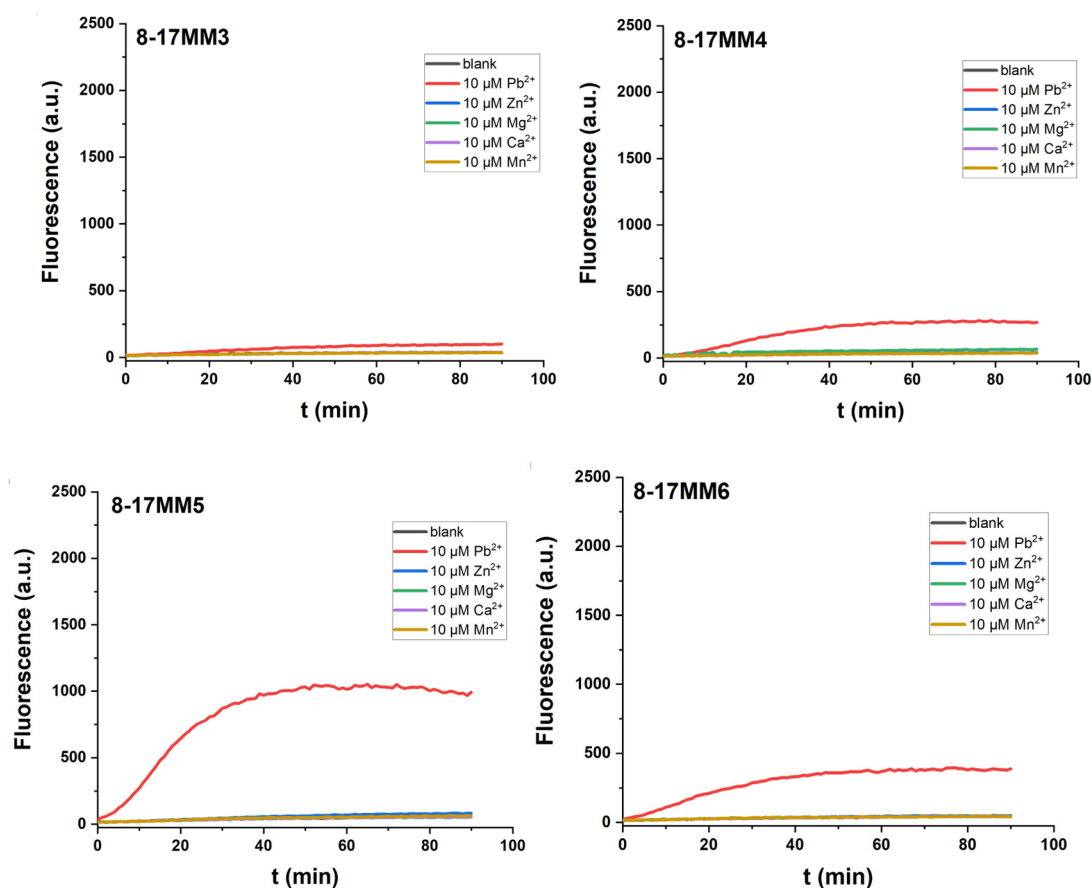 8-17MM3
Fluorescence (a.u.)
2500
2000
1500
1000
500
0
blank
10 µM Pb²⁺
10 µM Zn²⁺
10 µM Mg²⁺
10 µM Ca²⁺
10 µM Mn²⁺
0 20 40 60 80 100
t (min)
8-17MM4
Fluorescence (a.u.)
2500
2000
1500
1000
500
0
blank
10 µM Pb²⁺
10 µM Zn²⁺
10 µM Mg²⁺
10 µM Ca²⁺
10 µM Mn²⁺
0 20 40 60 80 100
t (min)
8-17MM5
Fluorescence (a.u.)
2500
2000
1500
1000
500
0
blank
10 µM Pb²⁺
10 µM Zn²⁺
10 µM Mg²⁺
10 µM Ca²⁺
10 µM Mn²⁺
0 20 40 60 80 100
t (min)
8-17MM6
Fluorescence (a.u.)
2500
2000
1500
1000
500
0
blank
10 µM Pb²⁺
10 µM Zn²⁺
10 µM Mg²⁺
10 µM Ca²⁺
10 µM Mn²⁺
0 20 40 60 80 100
t (min)